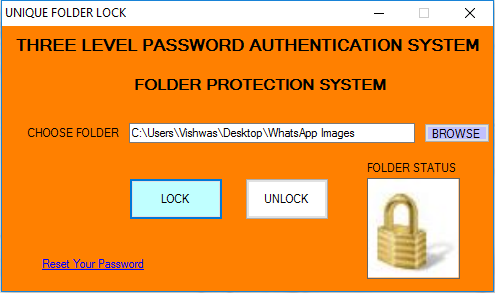 UNIQUE FOLDER LOCK
THREE LEVEL PASSWORD AUTHENTICATION SYSTEM
FOLDER PROTECTION SYSTEM
CHOOSE FOLDER C:\Users\Vishwas\Desktop\WhatsApp Images BROWSE
FOLDER STATUS
LOCK UNLOCK
Reset Your Password